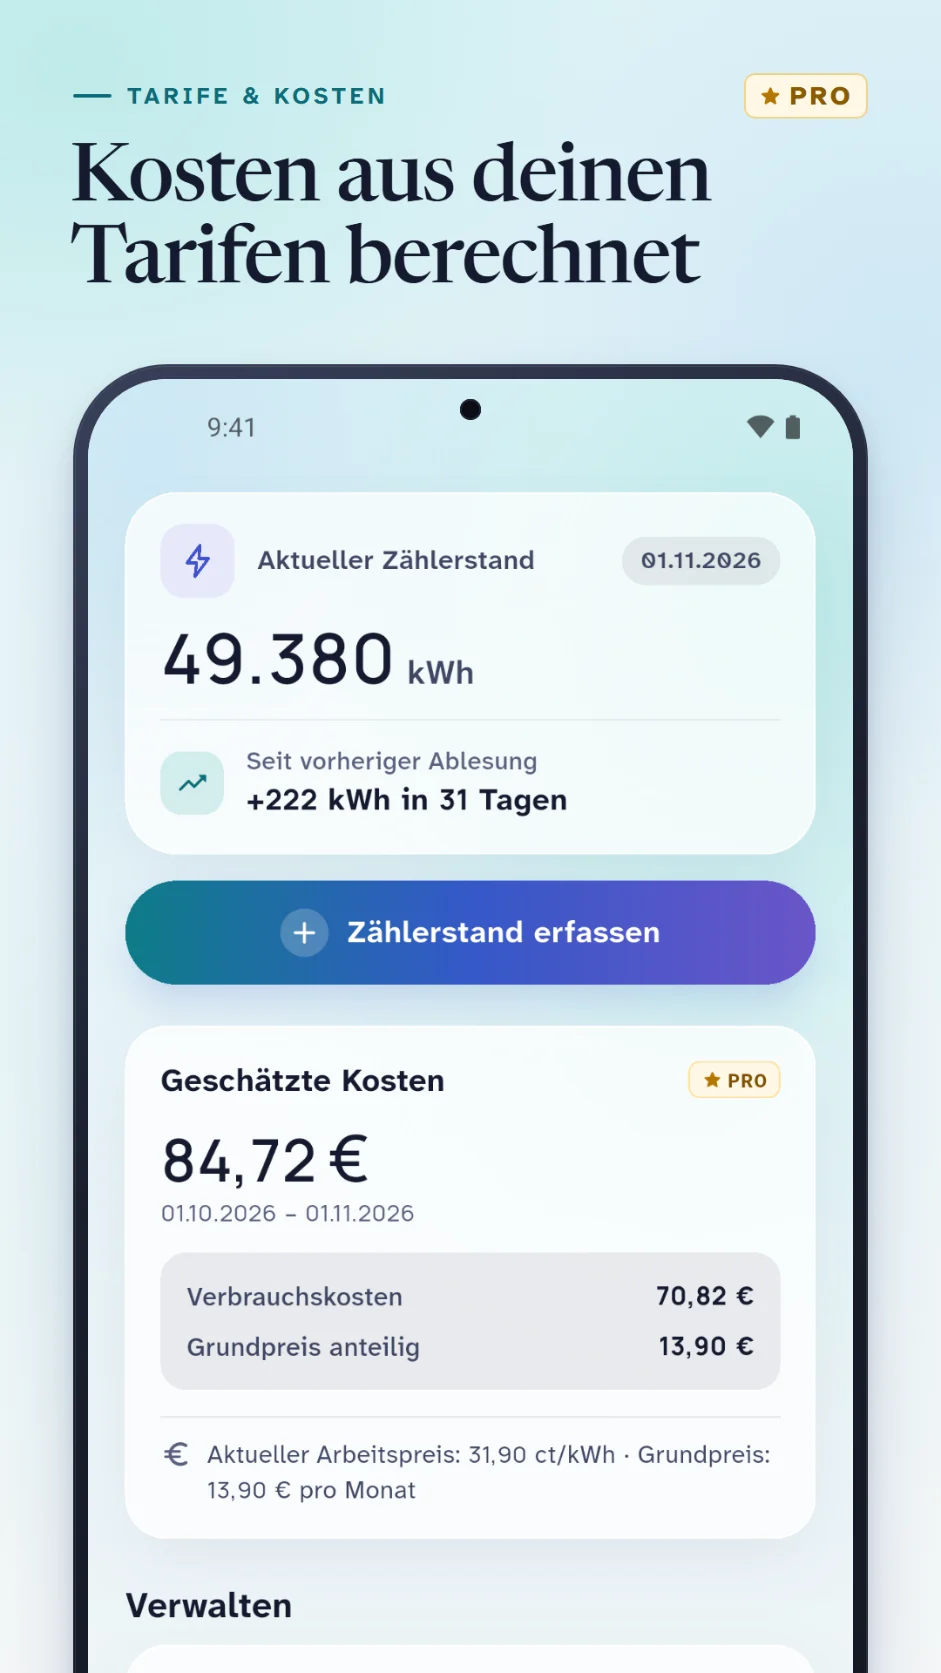 TARIFE & KOSTEN
PRO
Kosten aus deinen
Tarifen berechnet
9:41
Aktueller Zählerstand
01.11.2026
49.380 kWh
Seit vorheriger Ablesung
+222 kWh in 31 Tagen
Zählerstand erfassen
Geschätzte Kosten
PRO
84,72 €
01.10.2026 – 01.11.2026
Verbrauchskosten
70,82 €
Grundpreis anteilig
13,90 €
€ Aktueller Arbeitspreis: 31,90 ct/kWh · Grundpreis:
13,90 € pro Monat
Verwalten